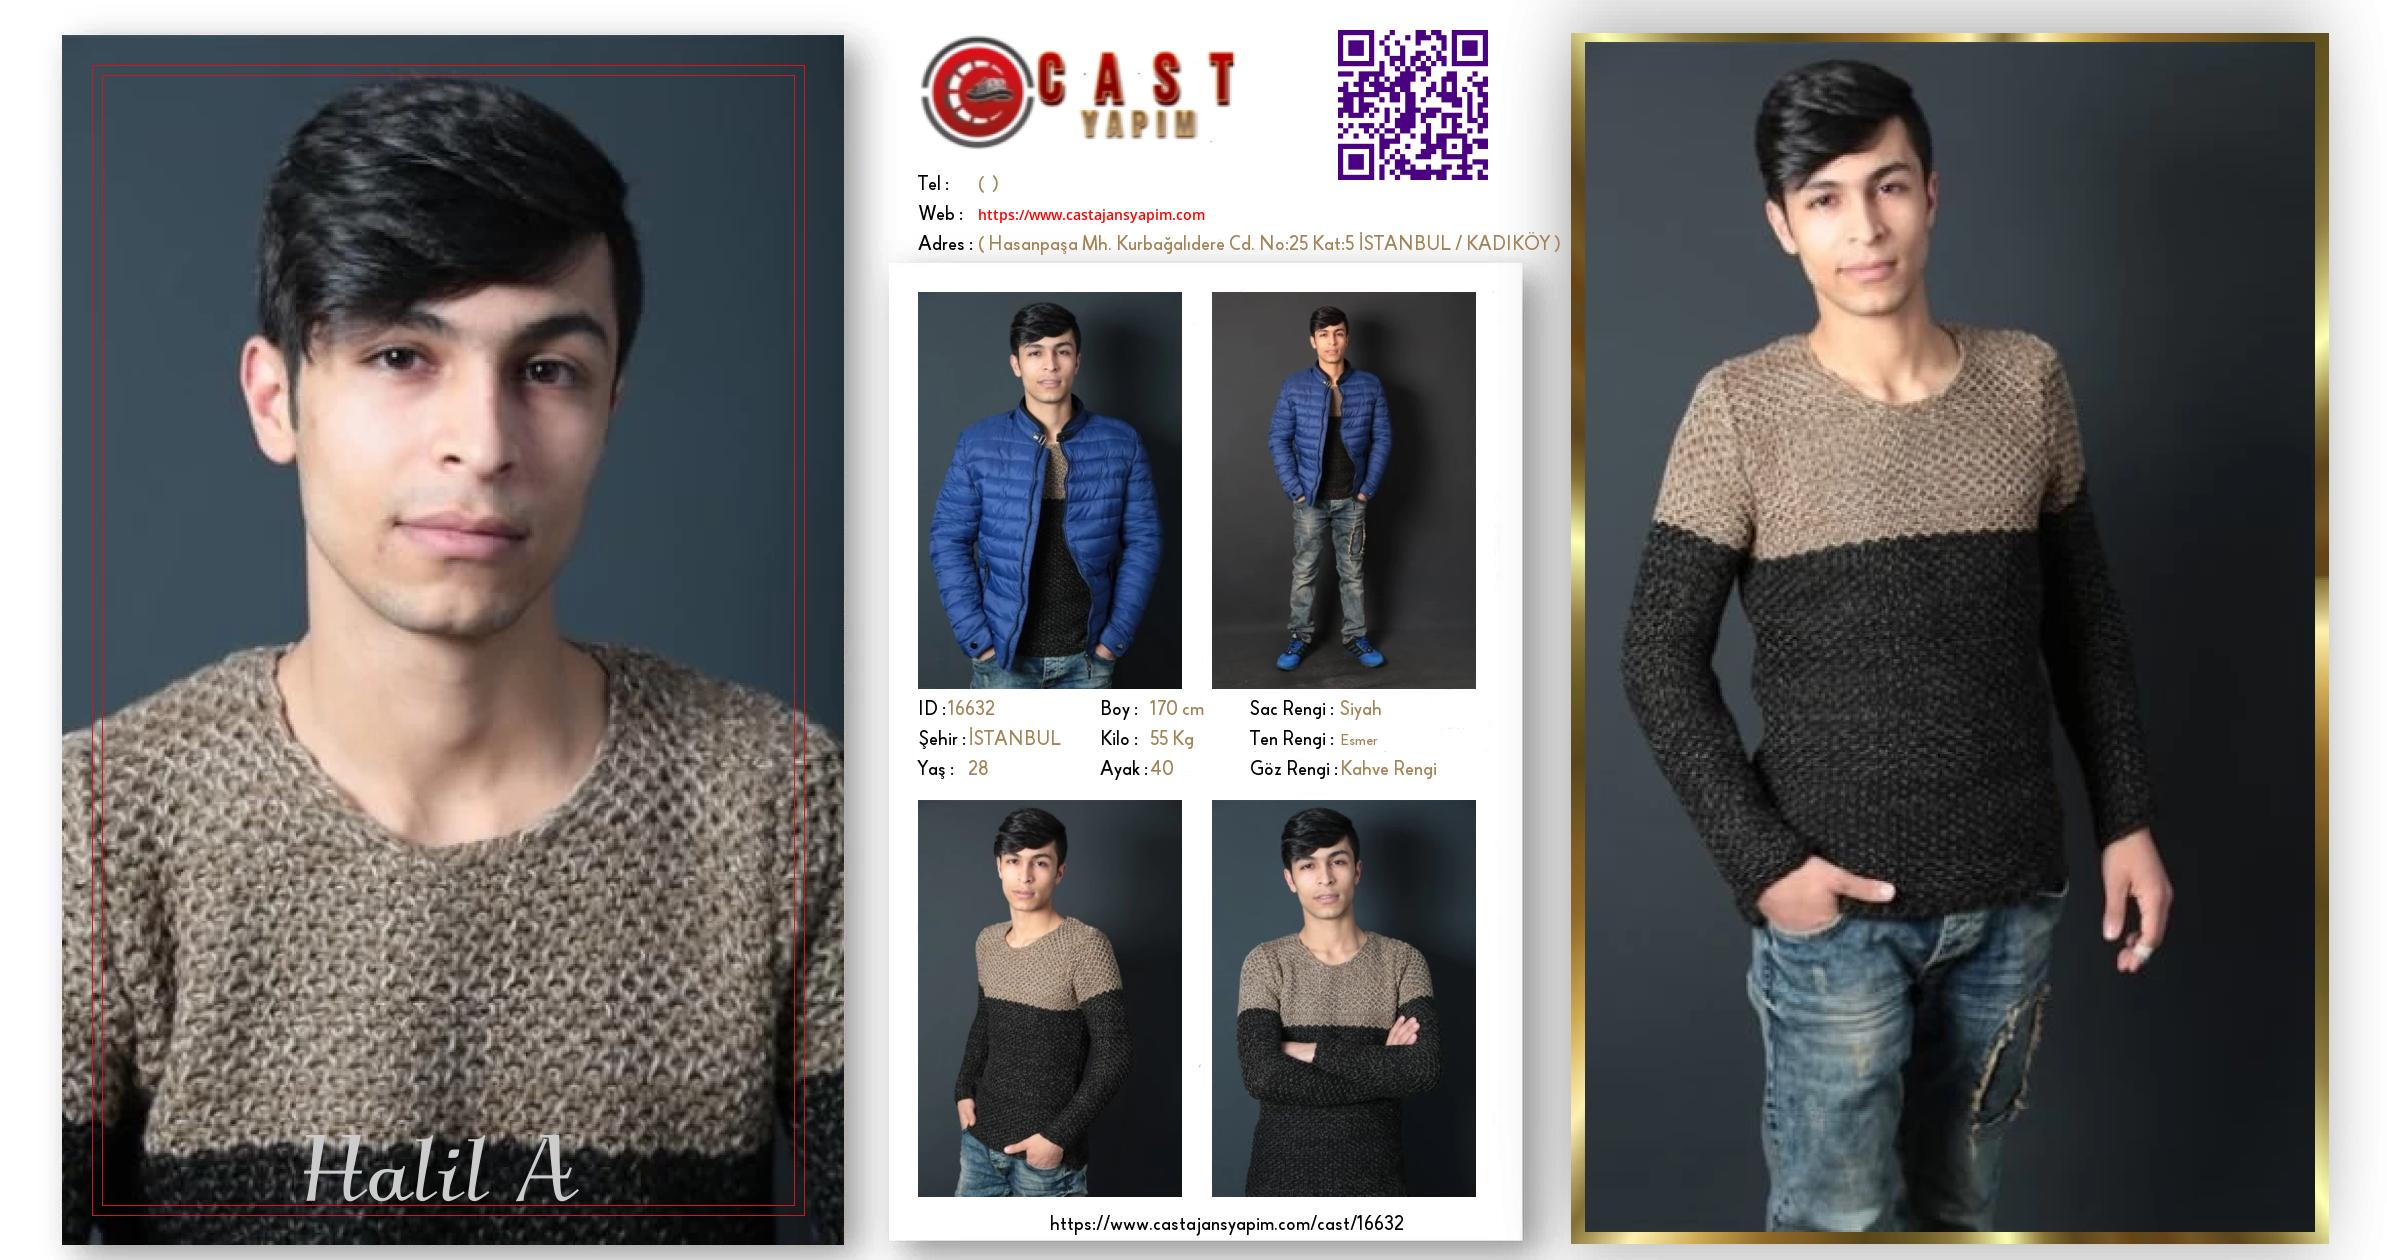 Halil A
CAST
YAPIM
Tel : ( )
Web : https://www.castajansyapim.com
Adres : ( Hasanpaşa Mh. Kurbağalıdere Cd. No:25 Kat:5 İSTANBUL / KADIKÖY )
ID : 16632 Boy : 170 cm Sac Rengi : Siyah
Şehir : İSTANBUL Kilo : 55 Kg Ten Rengi : Esmer
Yaş : 28 Ayak : 40 Göz Rengi : Kahve Rengi
https://www.castajansyapim.com/cast/16632